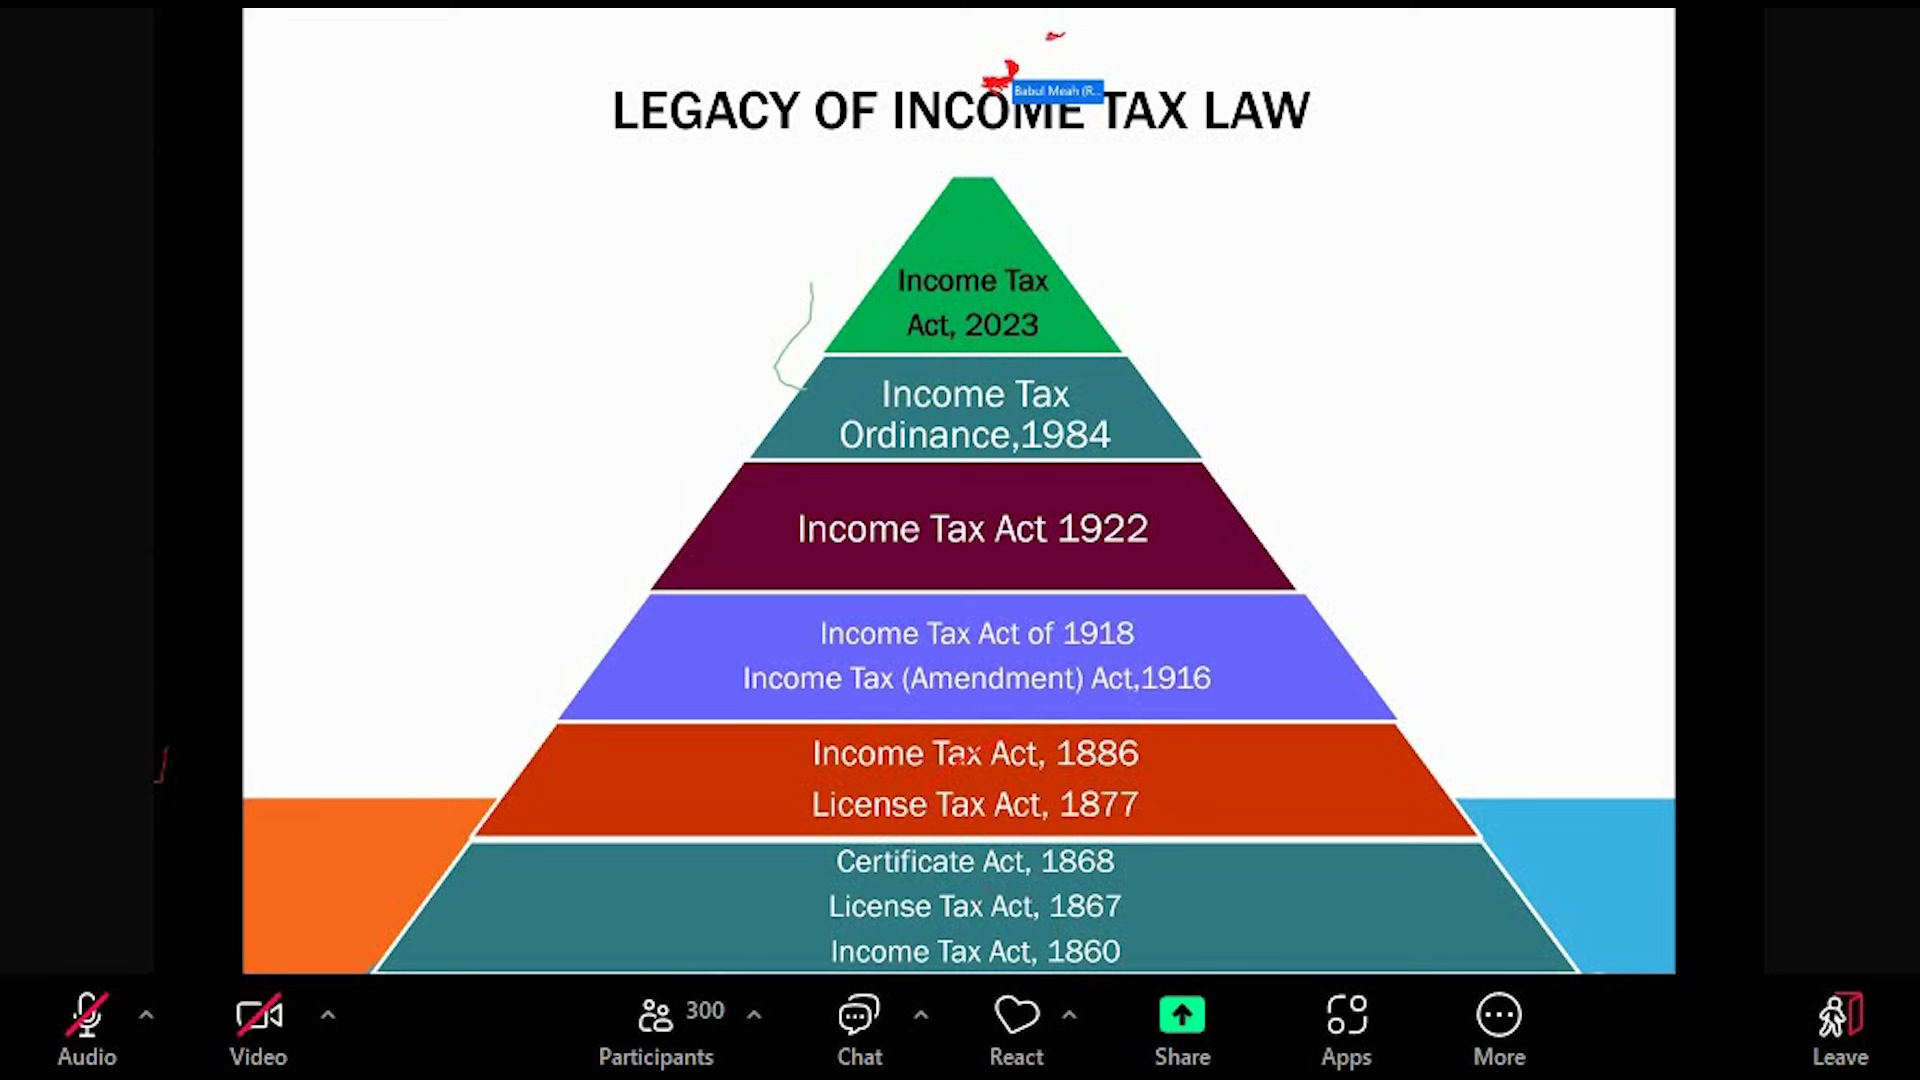 Babul Meah (R...
LEGACY OF INCOME TAX LAW
Income Tax
Act, 2023
Income Tax
Ordinance,1984
Income Tax Act 1922
Income Tax Act of 1918
Income Tax (Amendment) Act,1916
Income Tax Act, 1886
License Tax Act, 1877
Certificate Act, 1868
License Tax Act, 1867
Income Tax Act, 1860
300
Audio
Video
Participants
Chat
React
Share
Apps
More
Leave